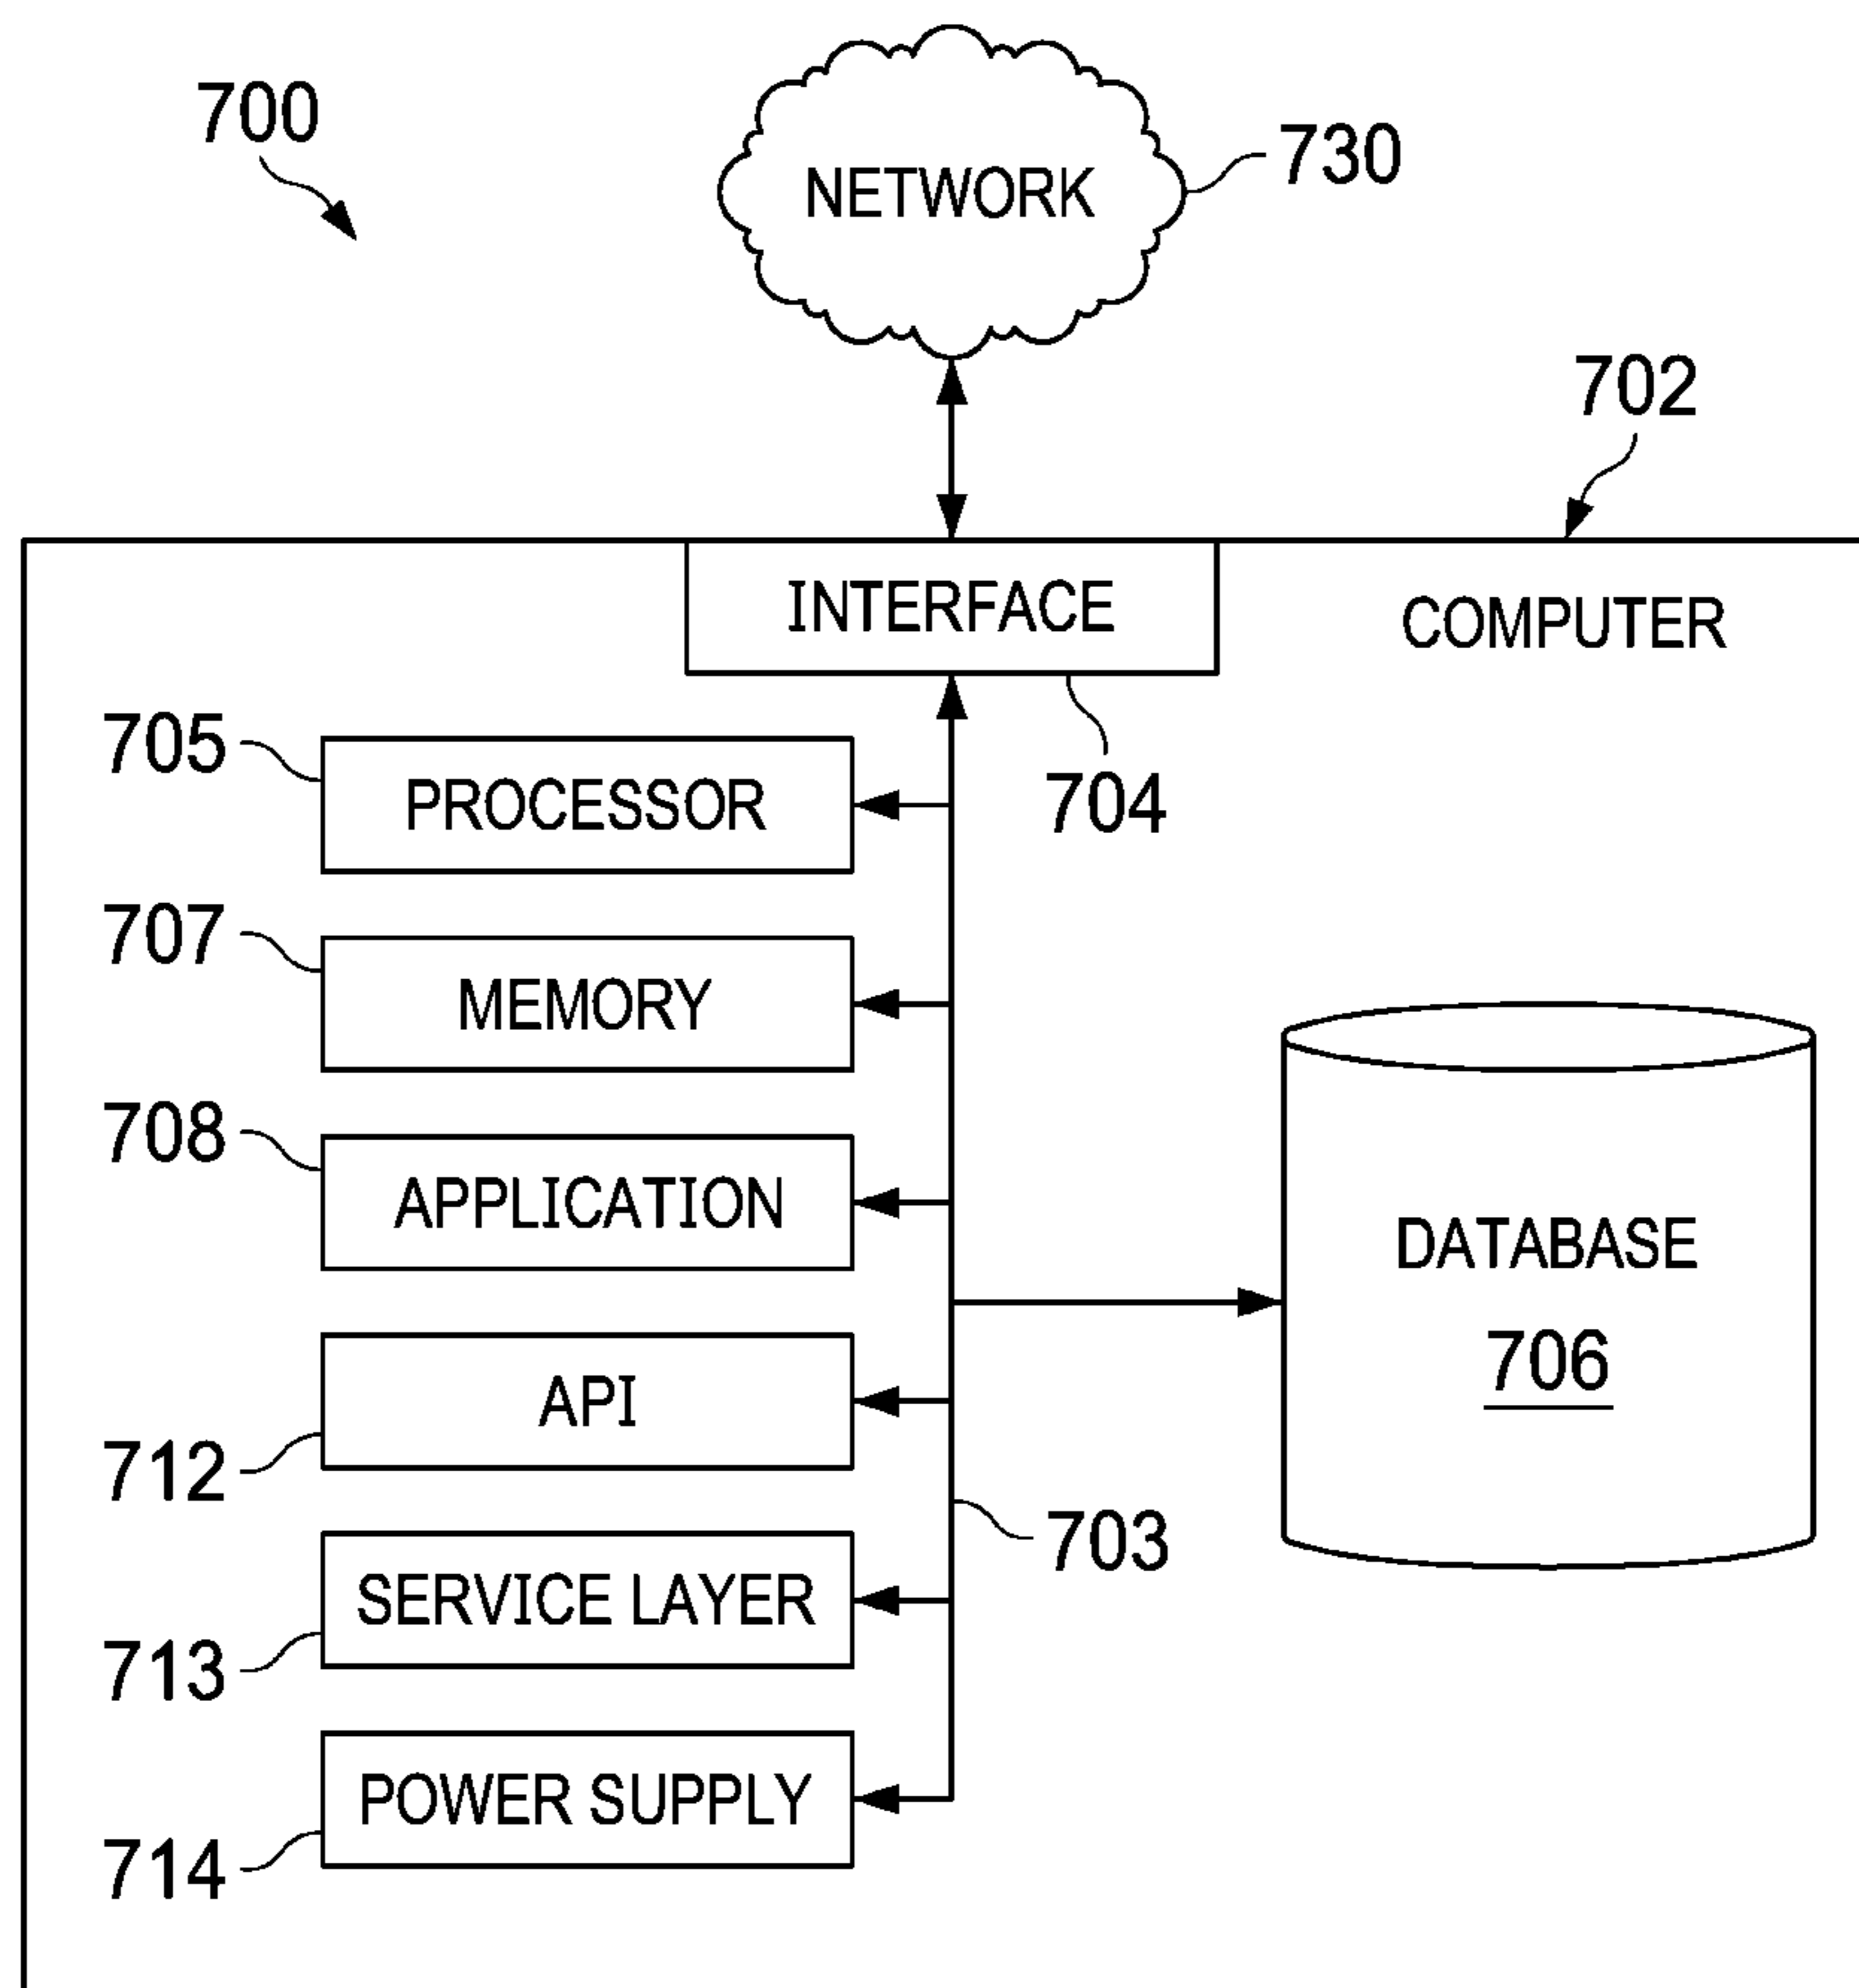 700
NETWORK
730
702
INTERFACE
COMPUTER
705
PROCESSOR
704
707
MEMORY
708
APPLICATION
DATABASE
706
API
712
703
SERVICE LAYER
713
POWER SUPPLY
714